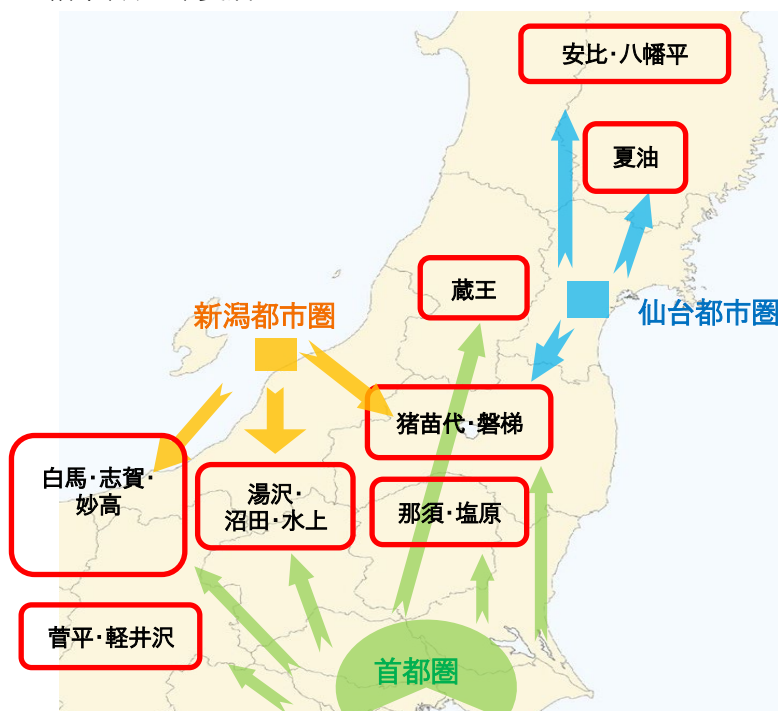 安比・八幡平
夏油
蔵王
新潟都市圏
仙台都市圏
猪苗代・磐梯
白馬・志賀・
妙高
湯沢・
沼田・水上
那須・塩原
菅平・軽井沢
首都圏